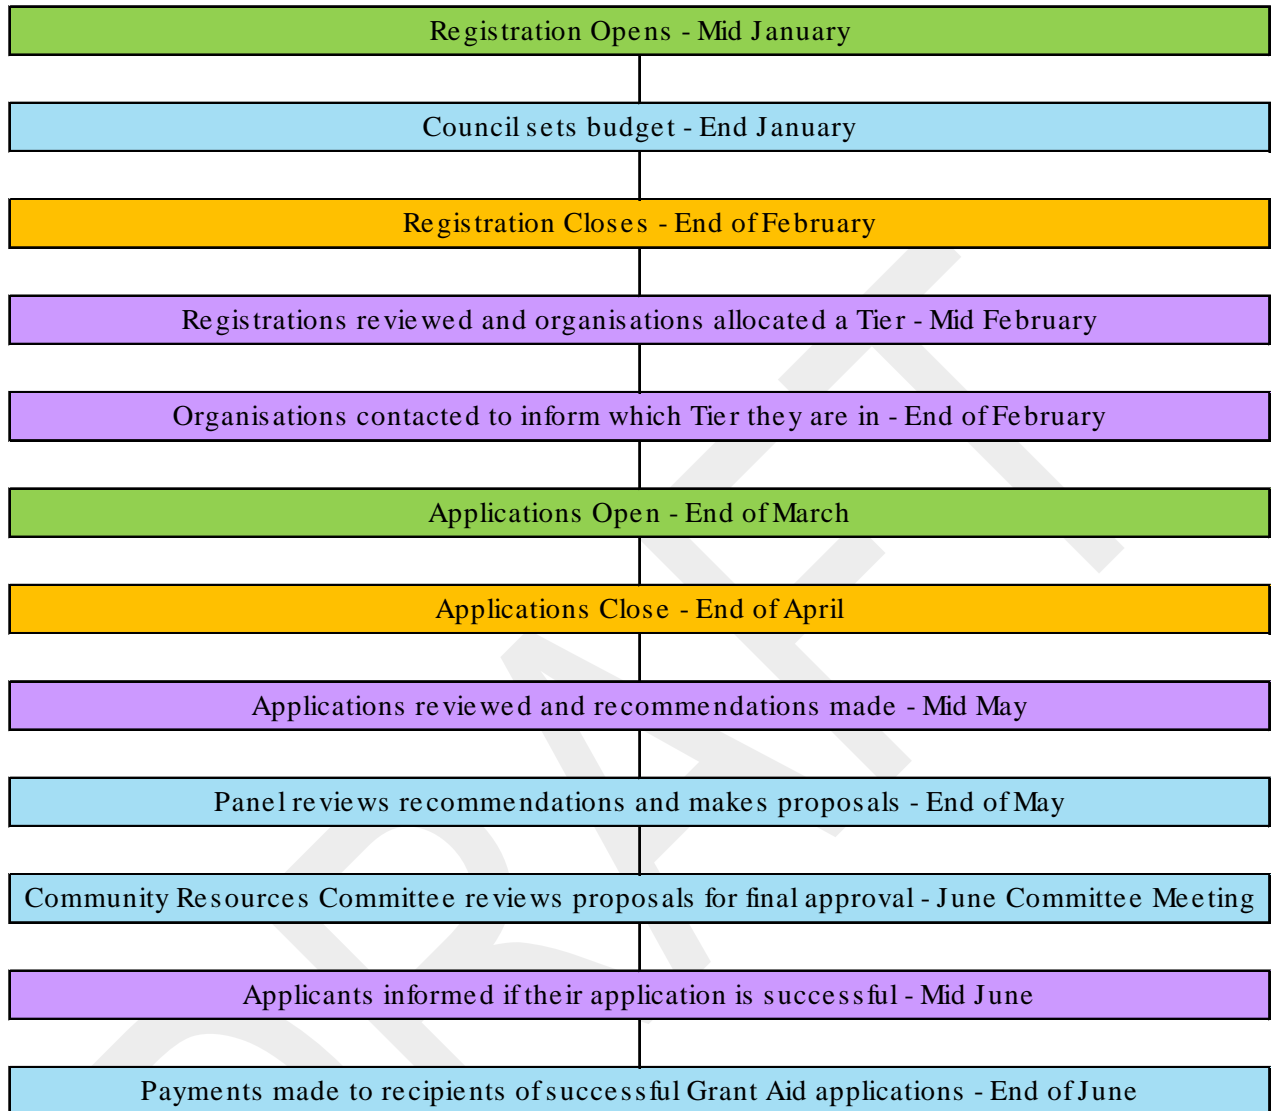 Registration Opens - Mid January
Council sets budget - End January
Registration Closes - End of February
Registrations reviewed and organisations allocated a Tier - Mid February
Organisations contacted to inform which Tier they are in - End of February
Applications Open - End of March
Applications Close - End of April
Applications reviewed and recommendations made - Mid May
Panel reviews recommendations and makes proposals - End of May
Community Resources Committee reviews proposals for final approval - June Committee Meeting
Applicants informed if their application is successful - Mid June
Payments made to recipients of successful Grant Aid applications - End of June
DRAFT